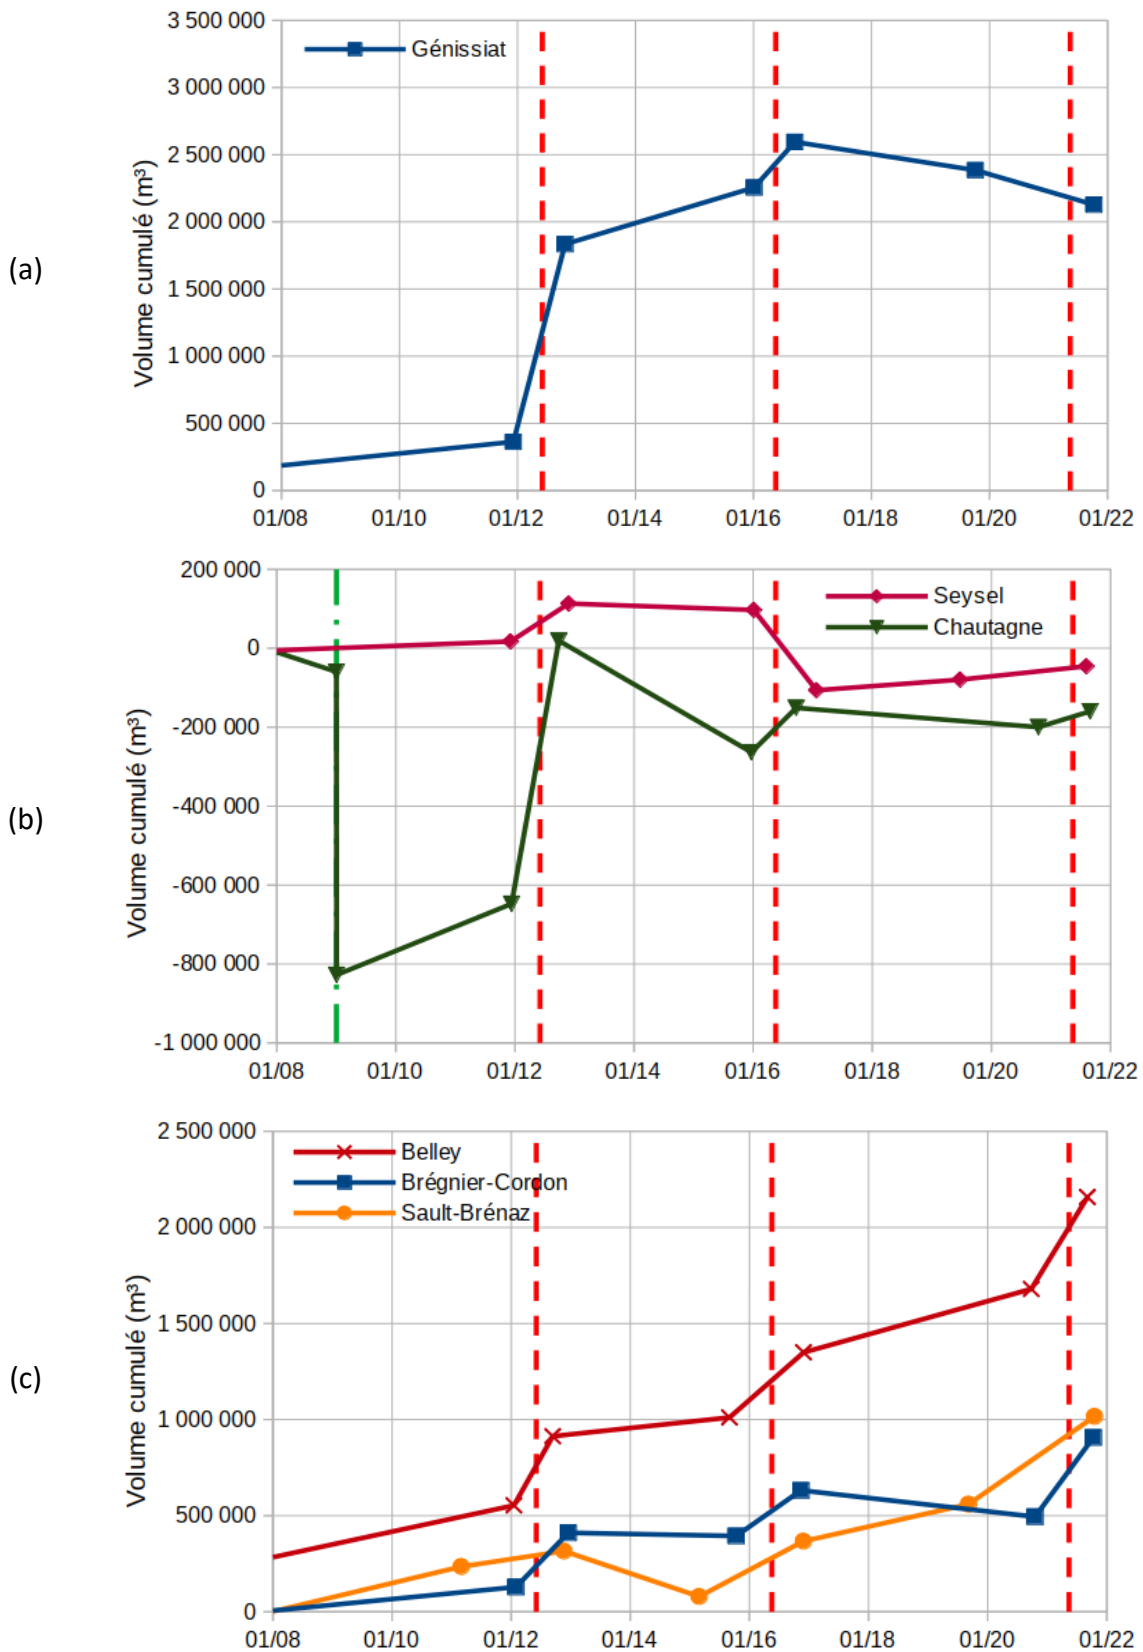 (a)
Volume cumulé (m³)
3 500 000
3 000 000
2 500 000
2 000 000
1 500 000
1 000 000
500 000
0
Génissiat
01/08 01/10 01/12 01/14 01/16 01/18 01/20 01/22
(b)
Volume cumulé (m³)
200 000
0
-200 000
-400 000
-600 000
-800 000
-1 000 000
Seysel
Chautagne
01/08 01/10 01/12 01/14 01/16 01/18 01/20 01/22
(c)
Volume cumulé (m³)
2 500 000
2 000 000
1 500 000
1 000 000
500 000
0
Belley
Brégnier-Cordon
Sault-Brénaz
01/08 01/10 01/12 01/14 01/16 01/18 01/20 01/22